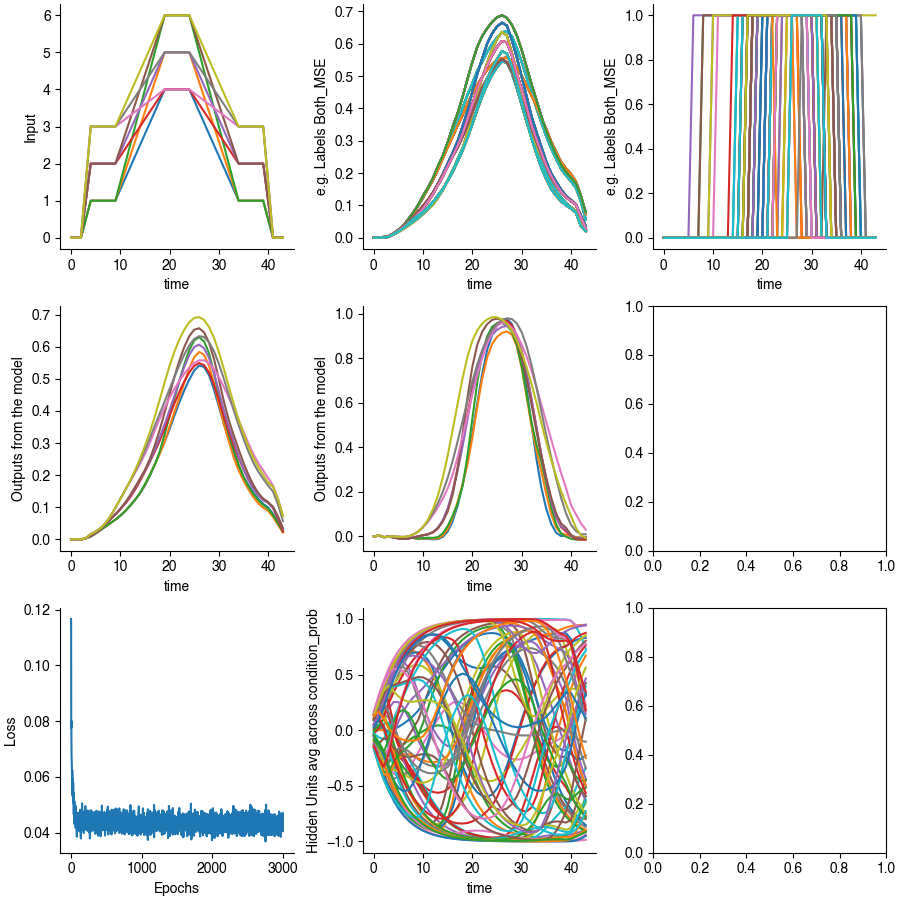 6
5
4
3
2
1
0
Input
0 10 20 30 40
time
0.7
0.6
0.5
0.4
0.3
0.2
0.1
0.0
e.g. Labels Both_MSE
0 10 20 30 40
time
1.0
0.8
0.6
0.4
0.2
0.0
e.g. Labels Both_MSE
0 10 20 30 40
time
0.7
0.6
0.5
0.4
0.3
0.2
0.1
0.0
Outputs from the model
0 10 20 30 40
time
1.0
0.8
0.6
0.4
0.2
0.0
Outputs from the model
0 10 20 30 40
time
1.0
0.8
0.6
0.4
0.2
0.0
0.0 0.2 0.4 0.6 0.8 1.0
0.12
0.10
0.08
0.06
0.04
Loss
0 1000 2000 3000
Epochs
1.0
0.5
0.0
−0.5
−1.0
Hidden Units avg across condition_prob
0 10 20 30 40
time
1.0
0.8
0.6
0.4
0.2
0.0
0.0 0.2 0.4 0.6 0.8 1.0